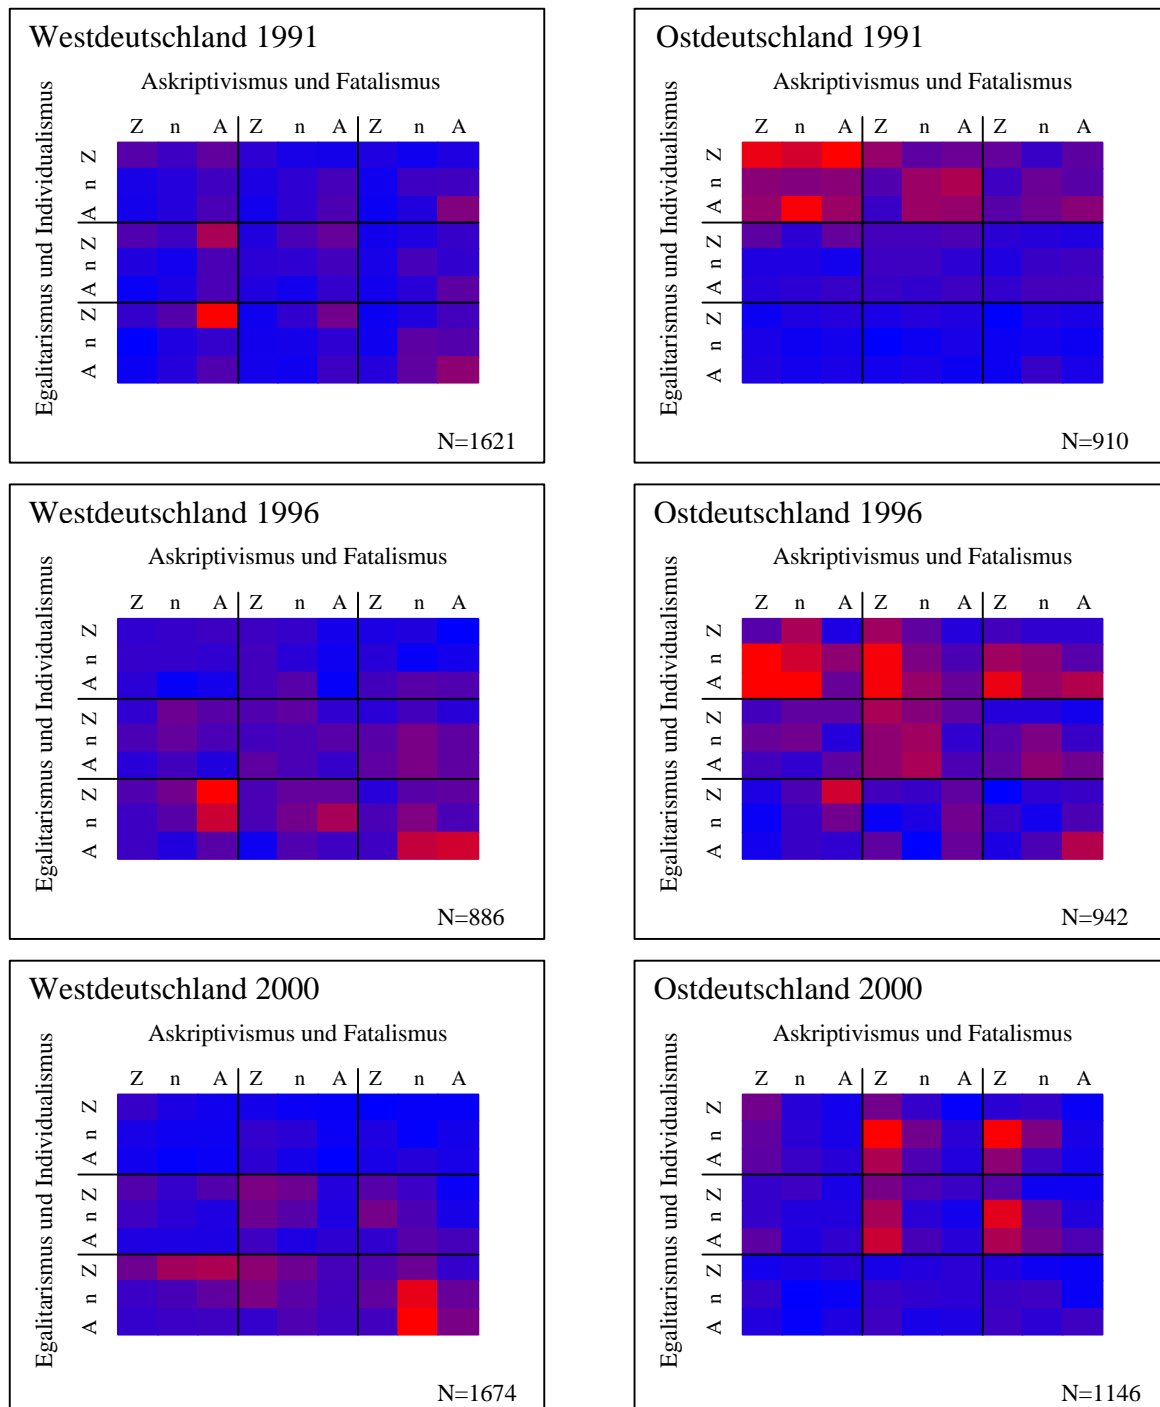 Westdeutschland 1991
Askriptivismus und Fatalismus
Z n A Z n A Z n A
Egalitarismus und Individualismus
Z
n
A
Z
n
A
Z
n
A
N=1621
Ostdeutschland 1991
Askriptivismus und Fatalismus
Z n A Z n A Z n A
Egalitarismus und Individualismus
Z
n
A
Z
n
A
Z
n
A
N=910
Westdeutschland 1996
Askriptivismus und Fatalismus
Z n A Z n A Z n A
Egalitarismus und Individualismus
Z
n
A
Z
n
A
Z
n
A
N=886
Ostdeutschland 1996
Askriptivismus und Fatalismus
Z n A Z n A Z n A
Egalitarismus und Individualismus
Z
n
A
Z
n
A
Z
n
A
N=942
Westdeutschland 2000
Askriptivismus und Fatalismus
Z n A Z n A Z n A
Egalitarismus und Individualismus
Z
n
A
Z
n
A
Z
n
A
N=1674
Ostdeutschland 2000
Askriptivismus und Fatalismus
Z n A Z n A Z n A
Egalitarismus und Individualismus
Z
n
A
Z
n
A
Z
n
A
N=1146